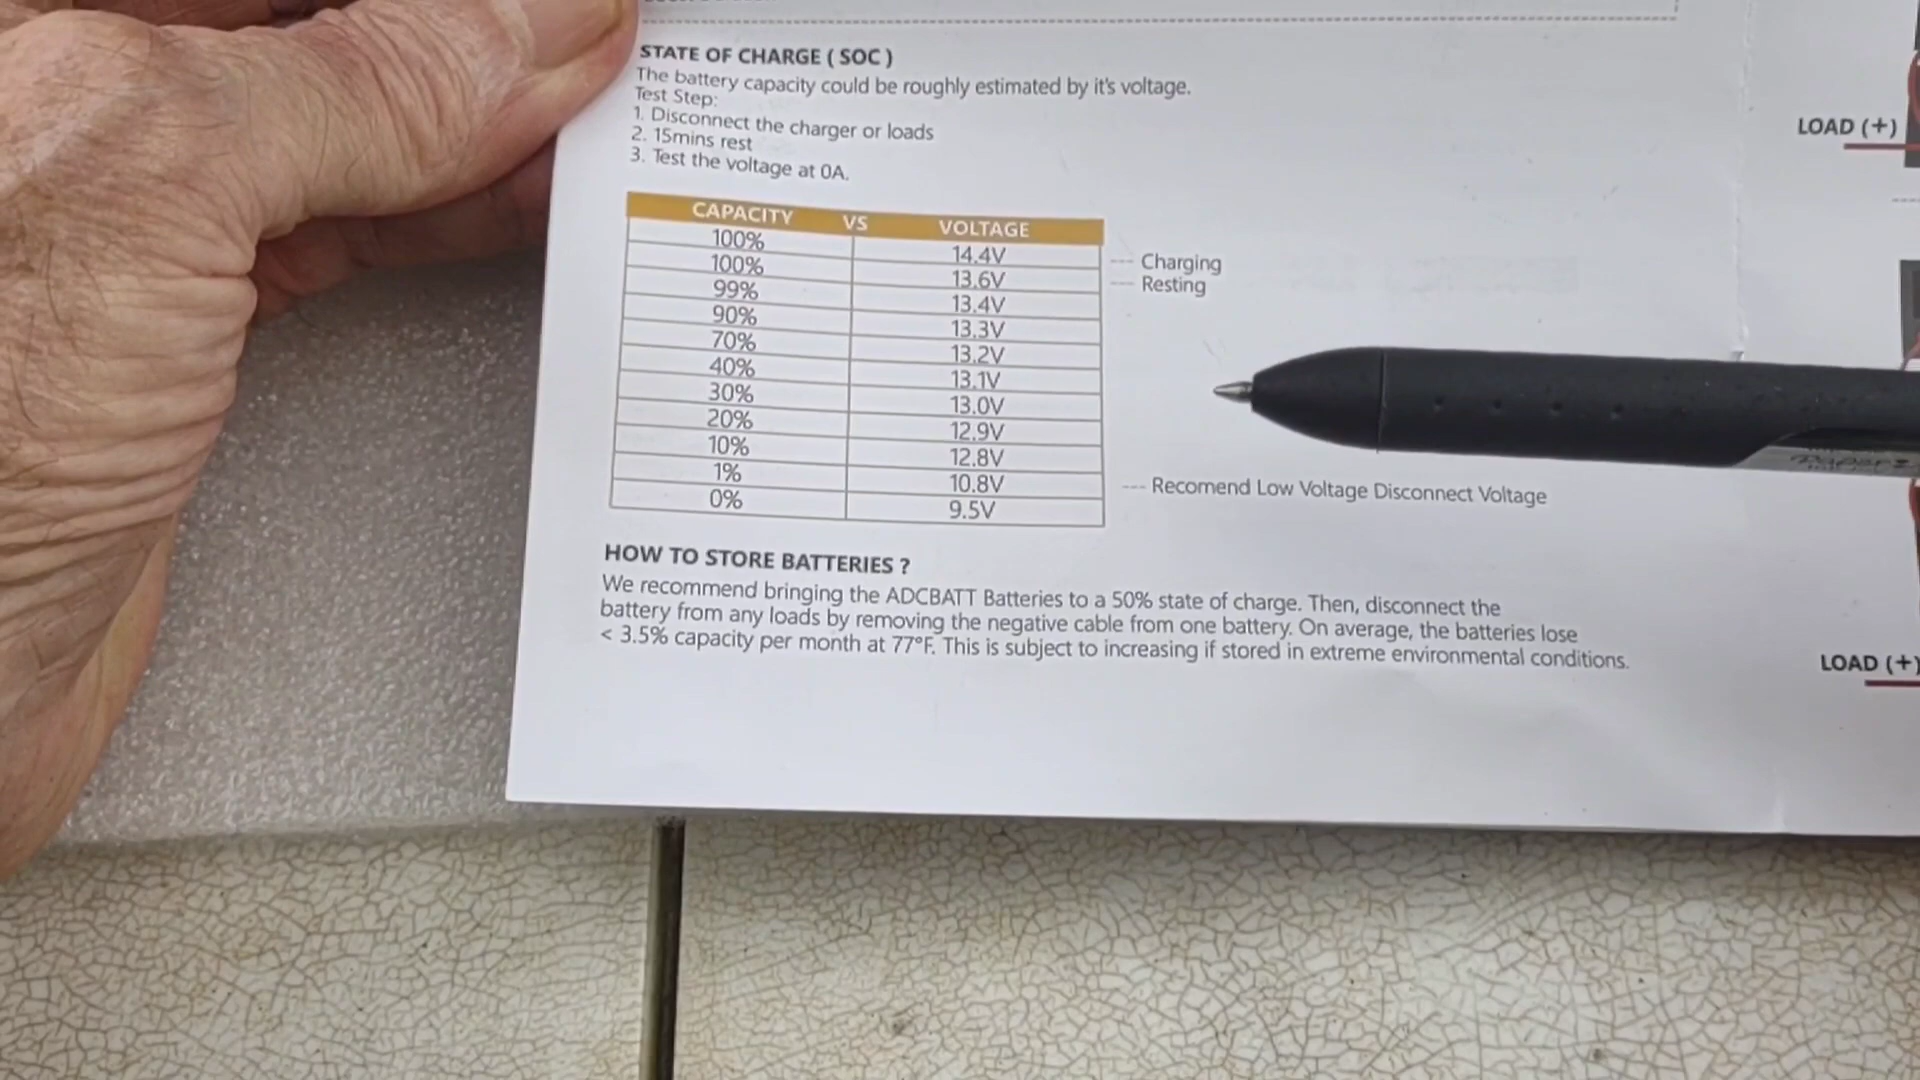 STATE OF CHARGE ( SOC )
The battery capacity could be roughly estimated by it's voltage.
Test Step:
1. Disconnect the charger or loads
2. 15mins rest
3. Test the voltage at 0A.
CAPACITY VS VOLTAGE
100% 14.4V --- Charging
100% 13.6V --- Resting
99% 13.4V
90% 13.3V
70% 13.2V
40% 13.1V
30% 13.0V
20% 12.9V
10% 12.8V
1% 10.8V --- Recomend Low Voltage Disconnect Voltage
0% 9.5V
HOW TO STORE BATTERIES ?
We recommend bringing the ADCBATT Batteries to a 50% state of charge. Then, disconnect the
battery from any loads by removing the negative cable from one battery. On average, the batteries lose
< 3.5% capacity per month at 77°F. This is subject to increasing if stored in extreme environmental conditions.
LOAD (+)
LOAD (+)